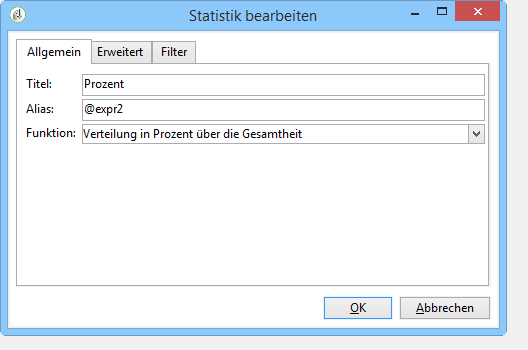 Statistik bearbeiten
Allgemein Erweitert Filter
Titel: Prozent
Alias: @expr2
Funktion: Verteilung in Prozent über die Gesamtheit
OK Abbrechen